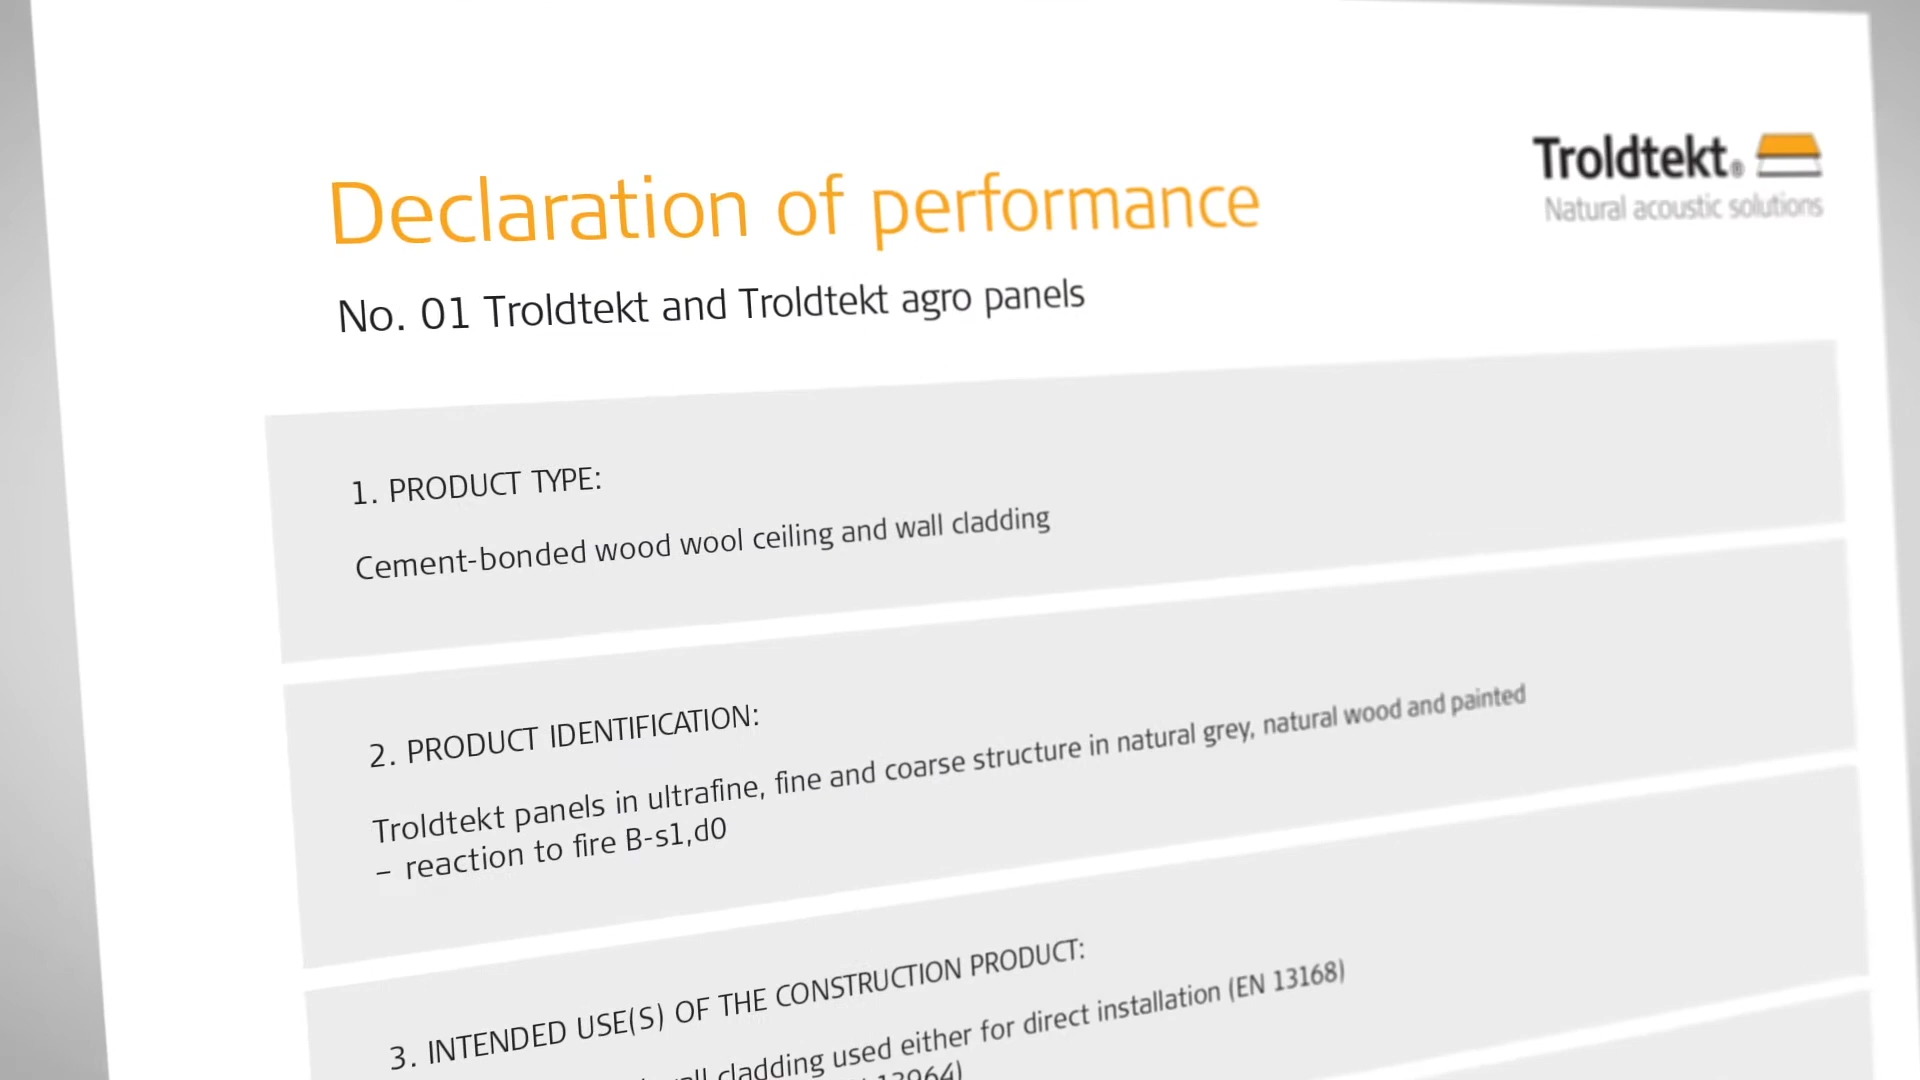 Troldtekt®
Natural acoustic solutions
Declaration of performance
No. 01 Troldtekt and Troldtekt agro panels
1. PRODUCT TYPE:
Cement-bonded wood wool ceiling and wall cladding
2. PRODUCT IDENTIFICATION:
Troldtekt panels in ultrafine, fine and coarse structure in natural grey, natural wood and painted
– reaction to fire B-s1,d0
3. INTENDED USE(S) OF THE CONSTRUCTION PRODUCT:
cladding used either for direct installation (EN 13168)